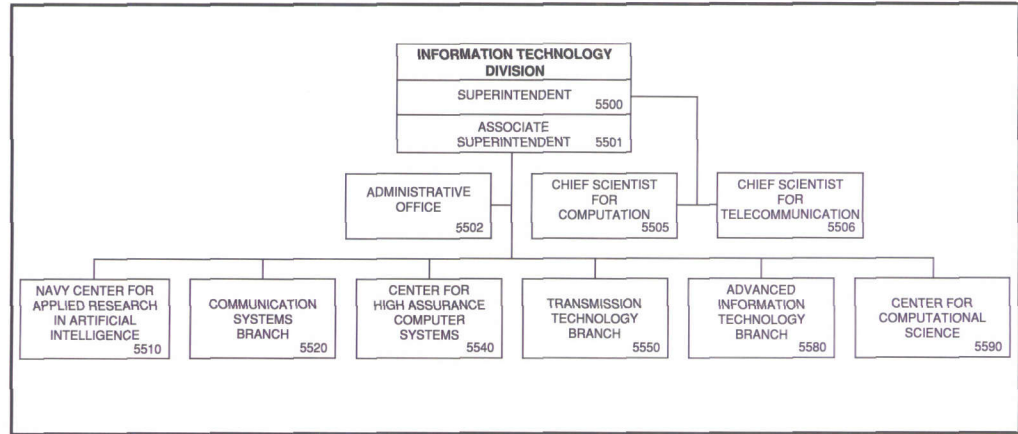 INFORMATION TECHNOLOGY
DIVISION
SUPERINTENDENT
5500
ASSOCIATE
SUPERINTENDENT 5501
ADMINISTRATIVE
OFFICE
5502
CHIEF SCIENTIST
FOR
COMPUTATION
5505
CHIEF SCIENTIST
FOR
TELECOMMUNICATION
5506
NAVY CENTER FOR
APPLIED RESEARCH
IN ARTIFICIAL
INTELLIGENCE
5510
COMMUNICATION
SYSTEMS
BRANCH
5520
CENTER FOR
HIGH ASSURANCE
COMPUTER
SYSTEMS
5540
TRANSMISSION
TECHNOLOGY
BRANCH
5550
ADVANCED
INFORMATION
TECHNOLOGY
BRANCH
5580
CENTER FOR
COMPUTATIONAL
SCIENCE
5590